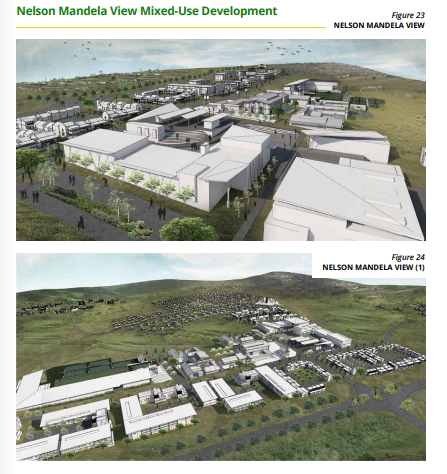 Nelson Mandela View Mixed-Use Development
Figure 23
NELSON MANDELA VIEW
Figure 24
NELSON MANDELA VIEW (1)